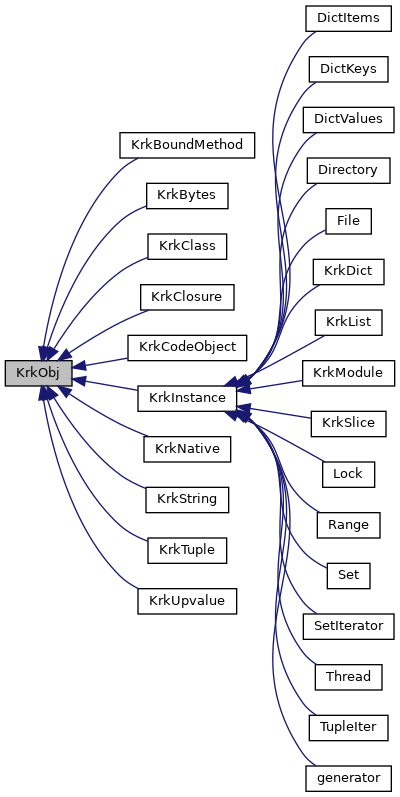 KrkObj
KrkBoundMethod
KrkBytes
KrkClass
KrkClosure
KrkCodeObject
KrkInstance
KrkNative
KrkString
KrkTuple
KrkUpvalue
DictItems
DictKeys
DictValues
Directory
File
KrkDict
KrkList
KrkModule
KrkSlice
Lock
Range
Set
SetIterator
Thread
TupleIter
generator